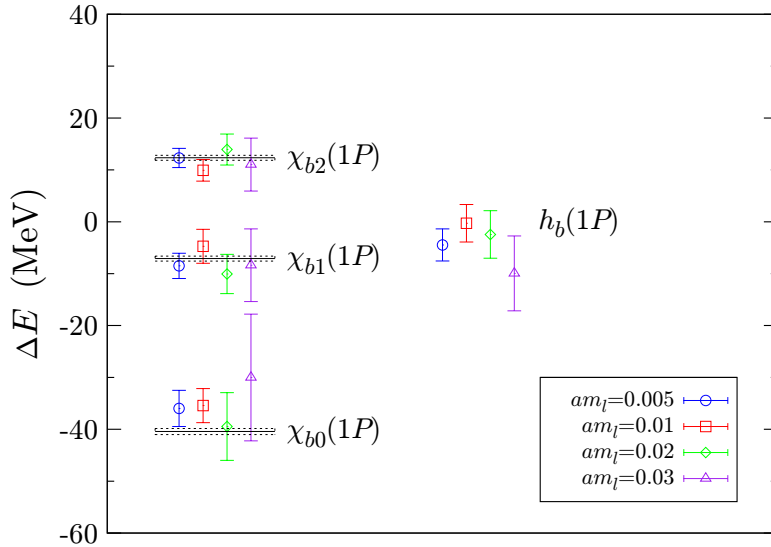 40
20
0
-20
-40
-60
ΔE (MeV)
χb2(1P)
χb1(1P)
χb0(1P)
hb(1P)
aml=0.005
aml=0.01
aml=0.02
aml=0.03